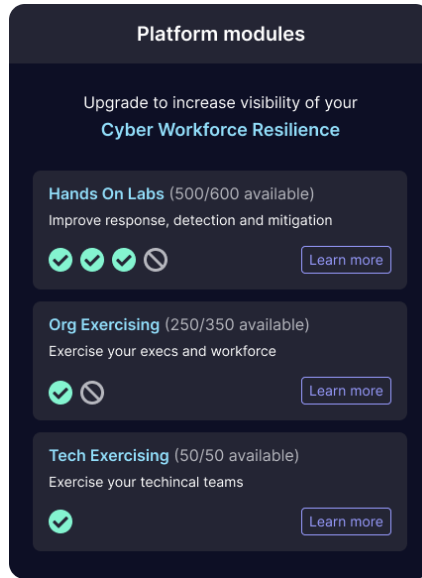 Platform modules
Upgrade to increase visibility of your
Cyber Workforce Resilience
Hands On Labs (500/600 available)
Improve response, detection and mitigation
Learn more
Org Exercising (250/350 available)
Exercise your execs and workforce
Learn more
Tech Exercising (50/50 available)
Exercise your techincal teams
Learn more